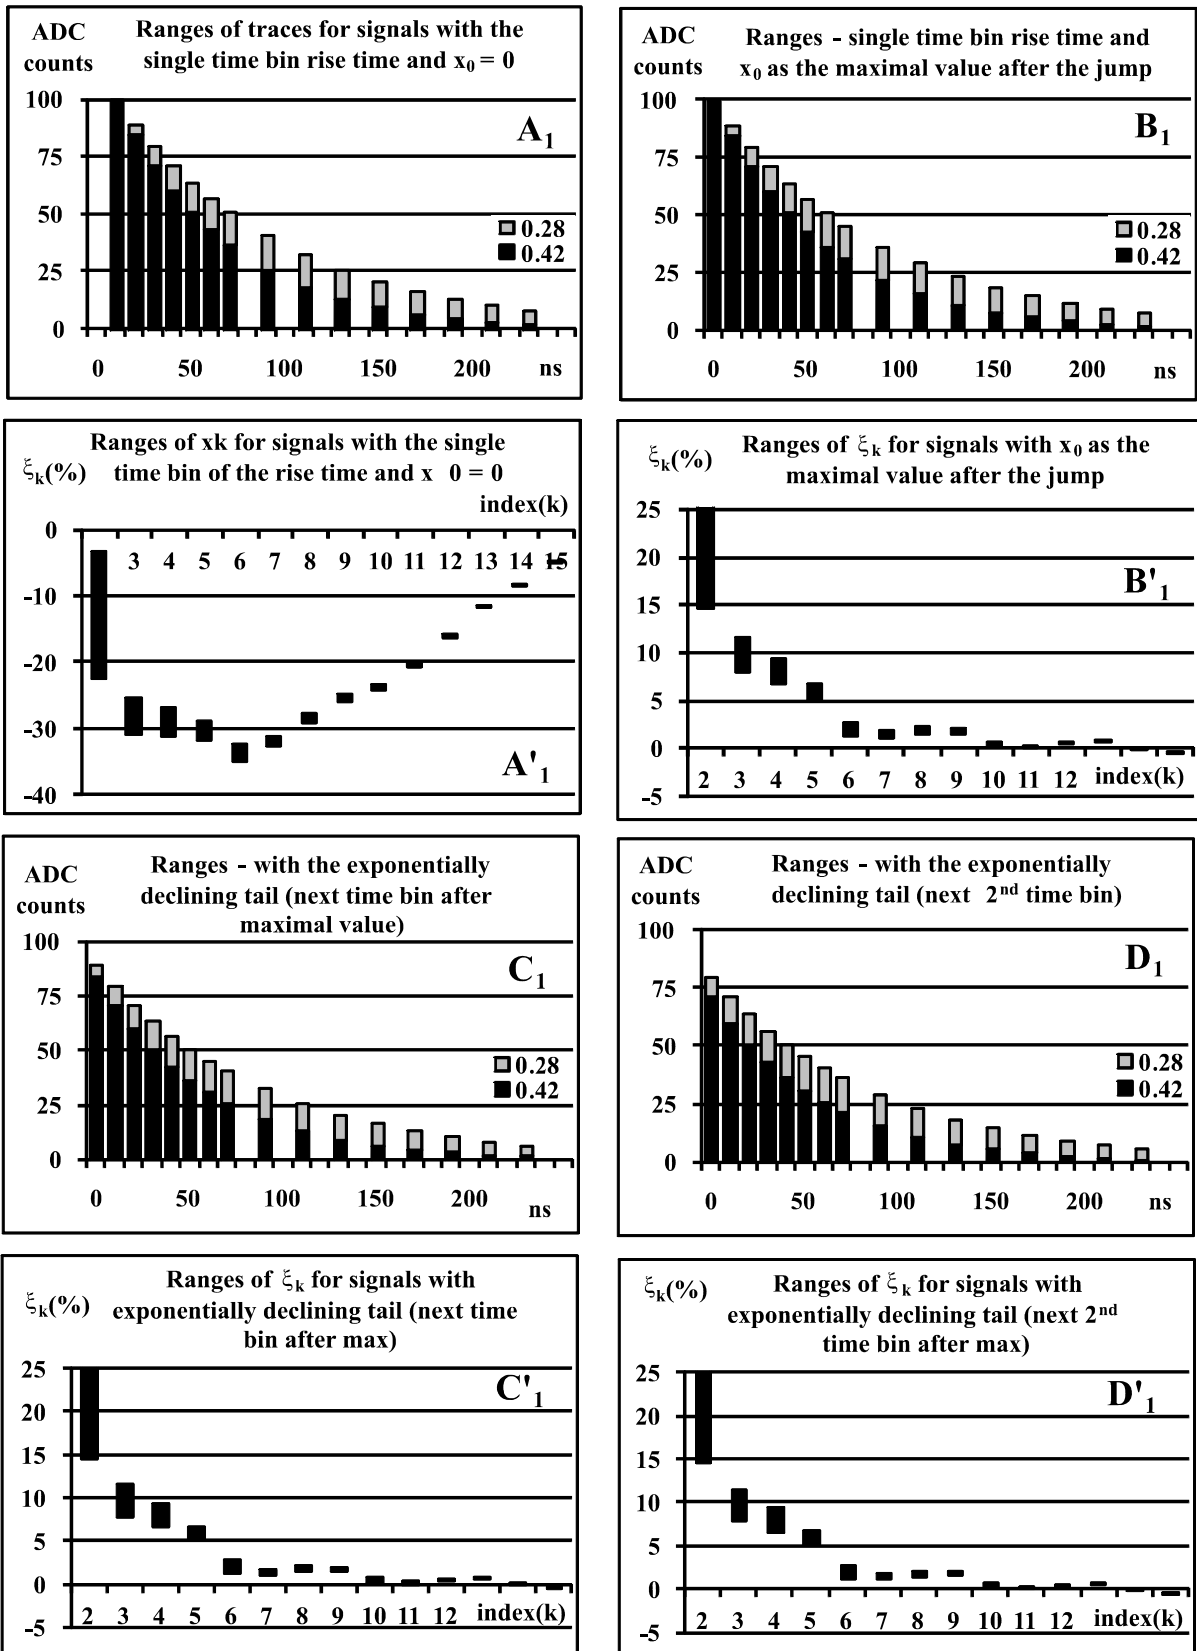 ADC
counts
Ranges of traces for signals with the
single time bin rise time and x0 = 0
100
A1
75
50
0.28
0.42
25
0
0 50 100 150 200 ns
ADC
counts
Ranges - single time bin rise time and
x0 as the maximal value after the jump
100
B1
75
50
0.28
0.42
25
0
0 50 100 150 200 ns
Ranges of xk for signals with the single
ξk(%) time bin of the rise time and x 0 = 0
index(k)
0
3 4 5 6 7 8 9 10 11 12 13 14 15
-10
-20
-30
A'1
-40
ξk(%)
Ranges of ξk for signals with x0 as the
maximal value after the jump
25
20
B'1
15
10
5
0
2 3 4 5 6 7 8 9 10 11 12 index(k)
-5
ADC
counts
Ranges - with the exponentially
declining tail (next time bin after
maximal value)
100
C1
75
50
0.28
0.42
25
0
0 50 100 150 200 ns
ADC
counts
Ranges - with the exponentially
declining tail (next 2nd time bin)
100
D1
75
50
0.28
0.42
25
0
0 50 100 150 200 ns
ξk(%)
Ranges of ξk for signals with
exponentially declining tail (next time
bin after max)
25
C'1
20
15
10
5
0
2 3 4 5 6 7 8 9 10 11 12 index(k)
-5
ξk(%)
Ranges of ξk for signals with
exponentially declining tail (next 2nd
time bin after max)
25
D'1
20
15
10
5
0
2 3 4 5 6 7 8 9 10 11 12 index(k)
-5